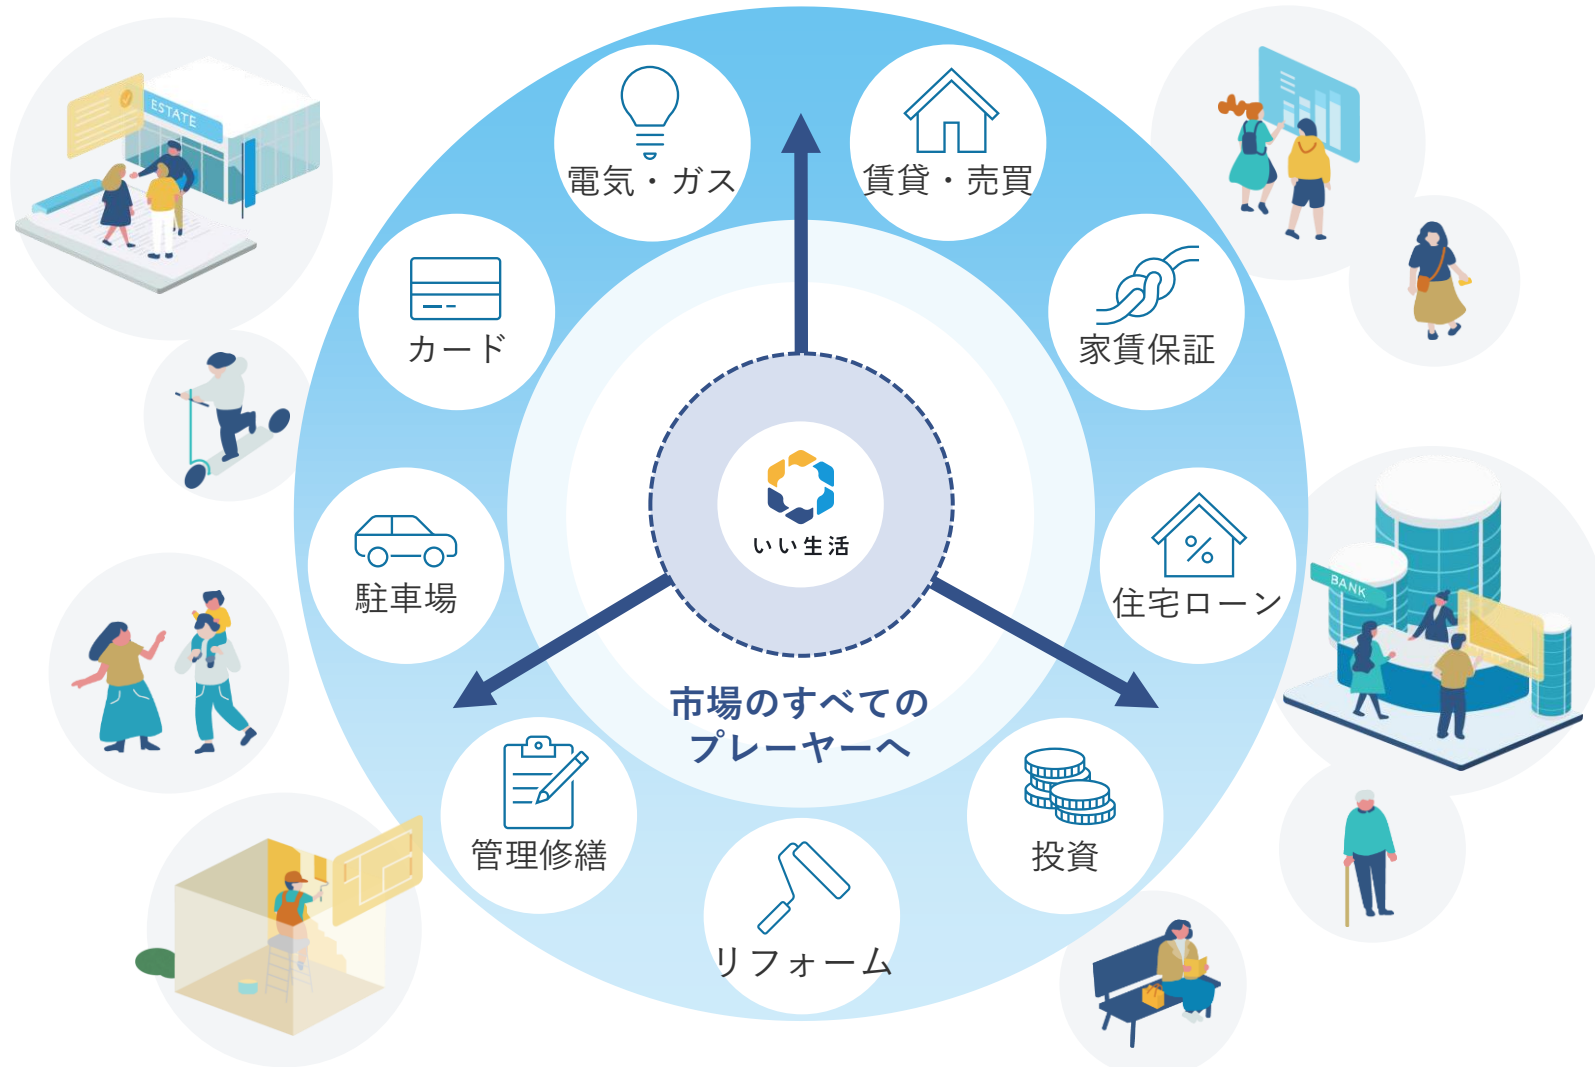 ESTATE
電気・ガス
賃貸・売買
カード
家賃保証
いい生活
駐車場
住宅ローン
BANK
市場のすべての
プレーヤーへ
管理修繕
投資
リフォーム